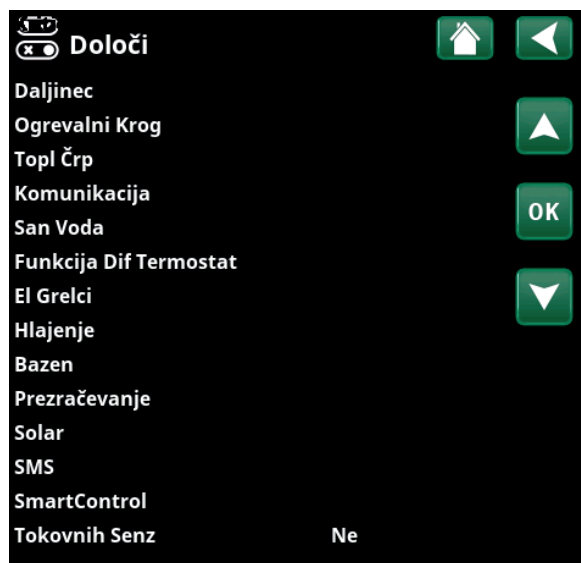 Določi
Daljinec
Ogrevalni Krog
Topl Črp
Komunikacija
OK
San Voda
Funkcija Dif Termostat
El Grelci
Hlajenje
Bazen
Prezračevanje
Solar
SMS
SmartControl
Tokovnih Senz Ne